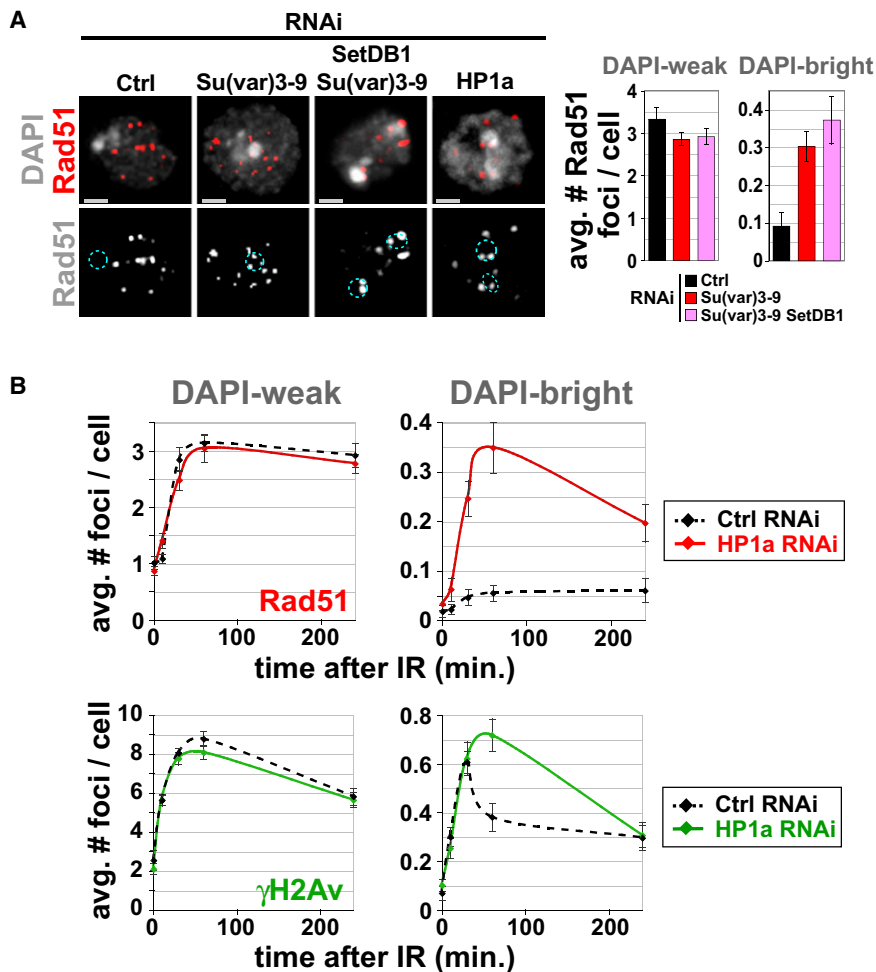 A
RNAi
Ctrl
Su(var)3-9
SetDB1
Su(var)3-9
HP1a
DAPI
Rad51
Rad51
DAPI-weak
DAPI-bright
avg. # Rad51
foci / cell
4
3
2
1
0
0.4
0.3
0.2
0.1
0
RNAi
Ctrl
Su(var)3-9
Su(var)3-9 SetDB1
B
DAPI-weak
DAPI-bright
avg. # foci / cell
3
2
1
0
0 100 200
Rad51
0.4
0.3
0.2
0.1
0
0 100 200
Ctrl RNAi
HP1a RNAi
time after IR (min.)
avg. # foci / cell
10
8
6
4
2
0
0 100 200
γH2Av
0.8
0.6
0.4
0.2
0
0 100 200
Ctrl RNAi
HP1a RNAi
time after IR (min.)